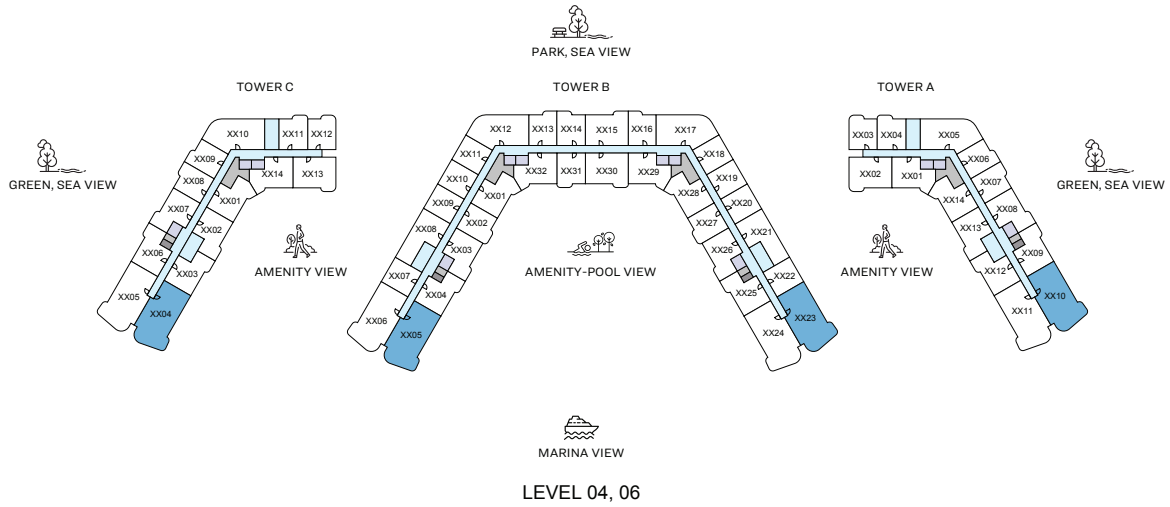 PARK, SEA VIEW
TOWER C
TOWER B
TOWER A
XX10
XX11
XX12
XX09
XX08
XX14
XX13
XX01
XX07
XX02
XX06
XX03
XX05
XX04
XX12
XX13
XX14
XX15
XX16
XX17
XX11
XX32
XX31
XX30
XX29
XX18
XX10
XX01
XX28
XX19
XX09
XX02
XX27
XX20
XX08
XX03
XX26
XX21
XX07
XX04
XX25
XX22
XX06
XX05
XX24
XX23
XX03
XX04
XX05
XX02
XX01
XX06
XX07
XX14
XX08
XX13
XX09
XX12
XX10
XX11
GREEN, SEA VIEW
GREEN, SEA VIEW
AMENITY VIEW
AMENITY-POOL VIEW
AMENITY VIEW
MARINA VIEW
LEVEL 04, 06